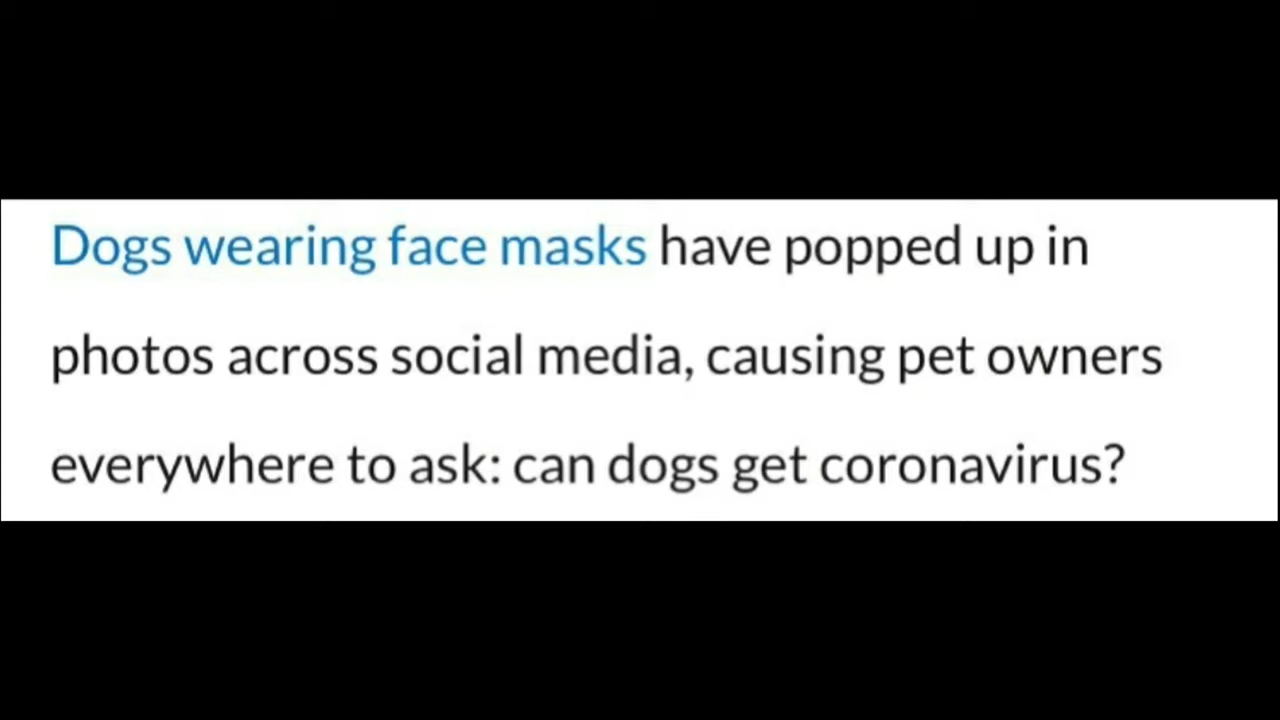 Dogs wearing face masks have popped up in
photos across social media, causing pet owners
everywhere to ask: can dogs get coronavirus?